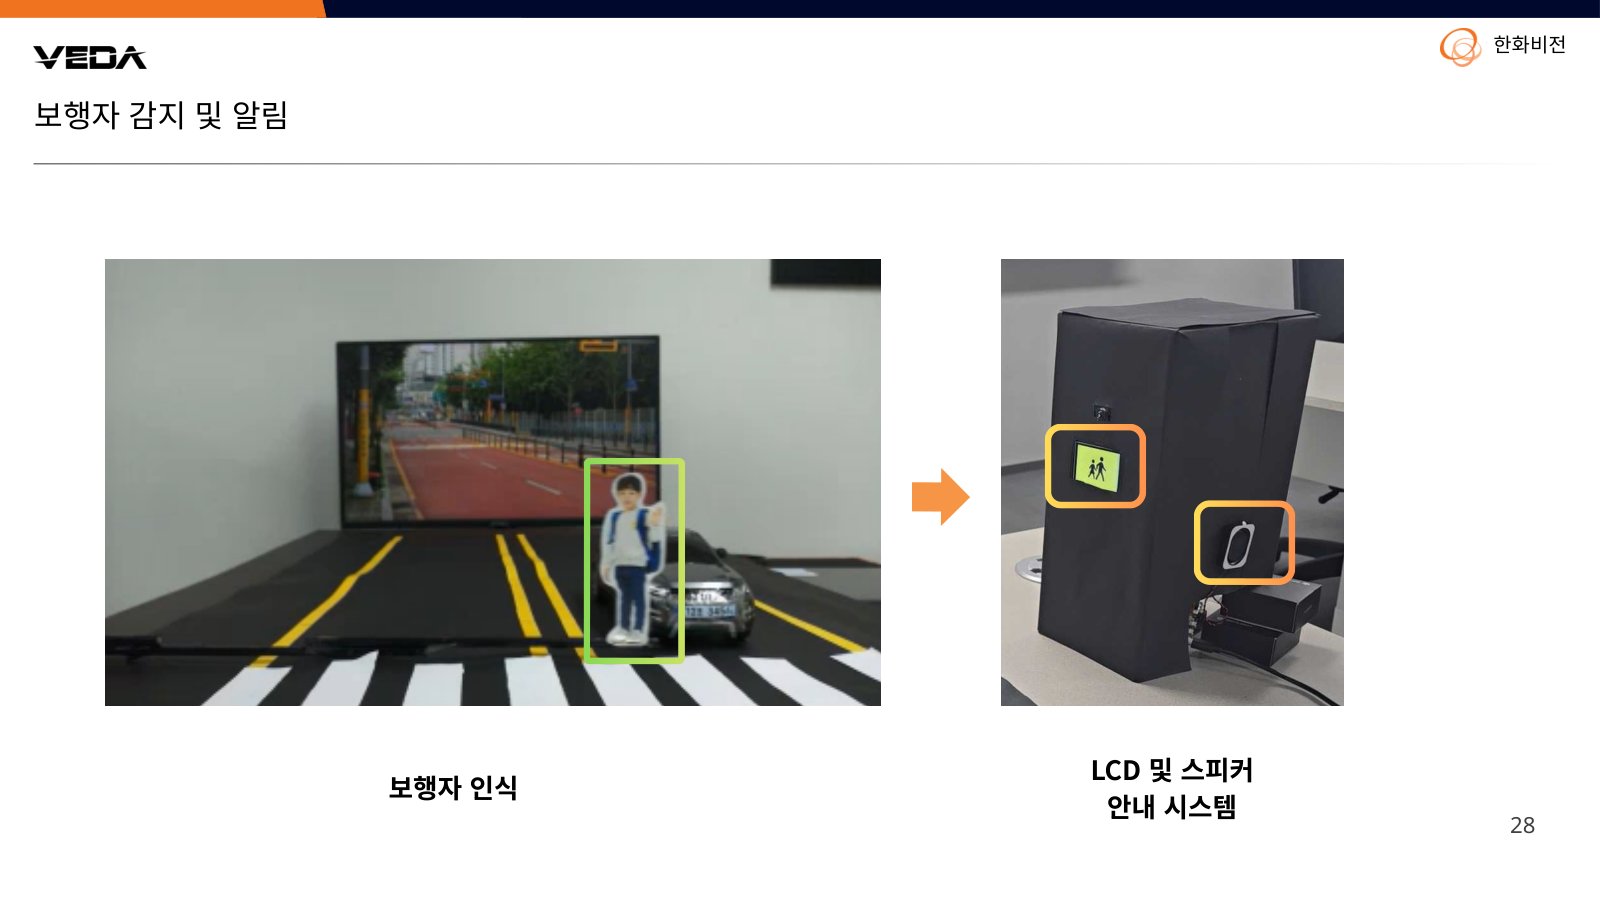 VEDA
한화비전
보행자 감지 및 알림
보행자 인식
LCD 및 스피커
안내 시스템
28